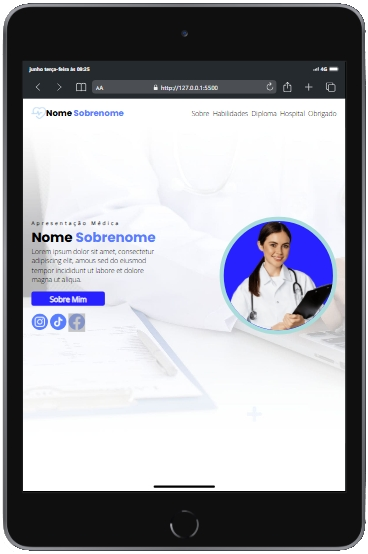 junho terça-feira às 09:25
4G
AA
http://127.0.0.1:5500
Nome Sobrenome
Sobre Habilidades Diploma Hospital Obrigado
Apresentação Médica
Nome Sobrenome
Lorem ipsum dolor sit amet, consectetur
adipiscing elit, amous sed do eiusmod
tempor incididunt ut labore et dolore
magna ut aliqua.
Sobre Mim